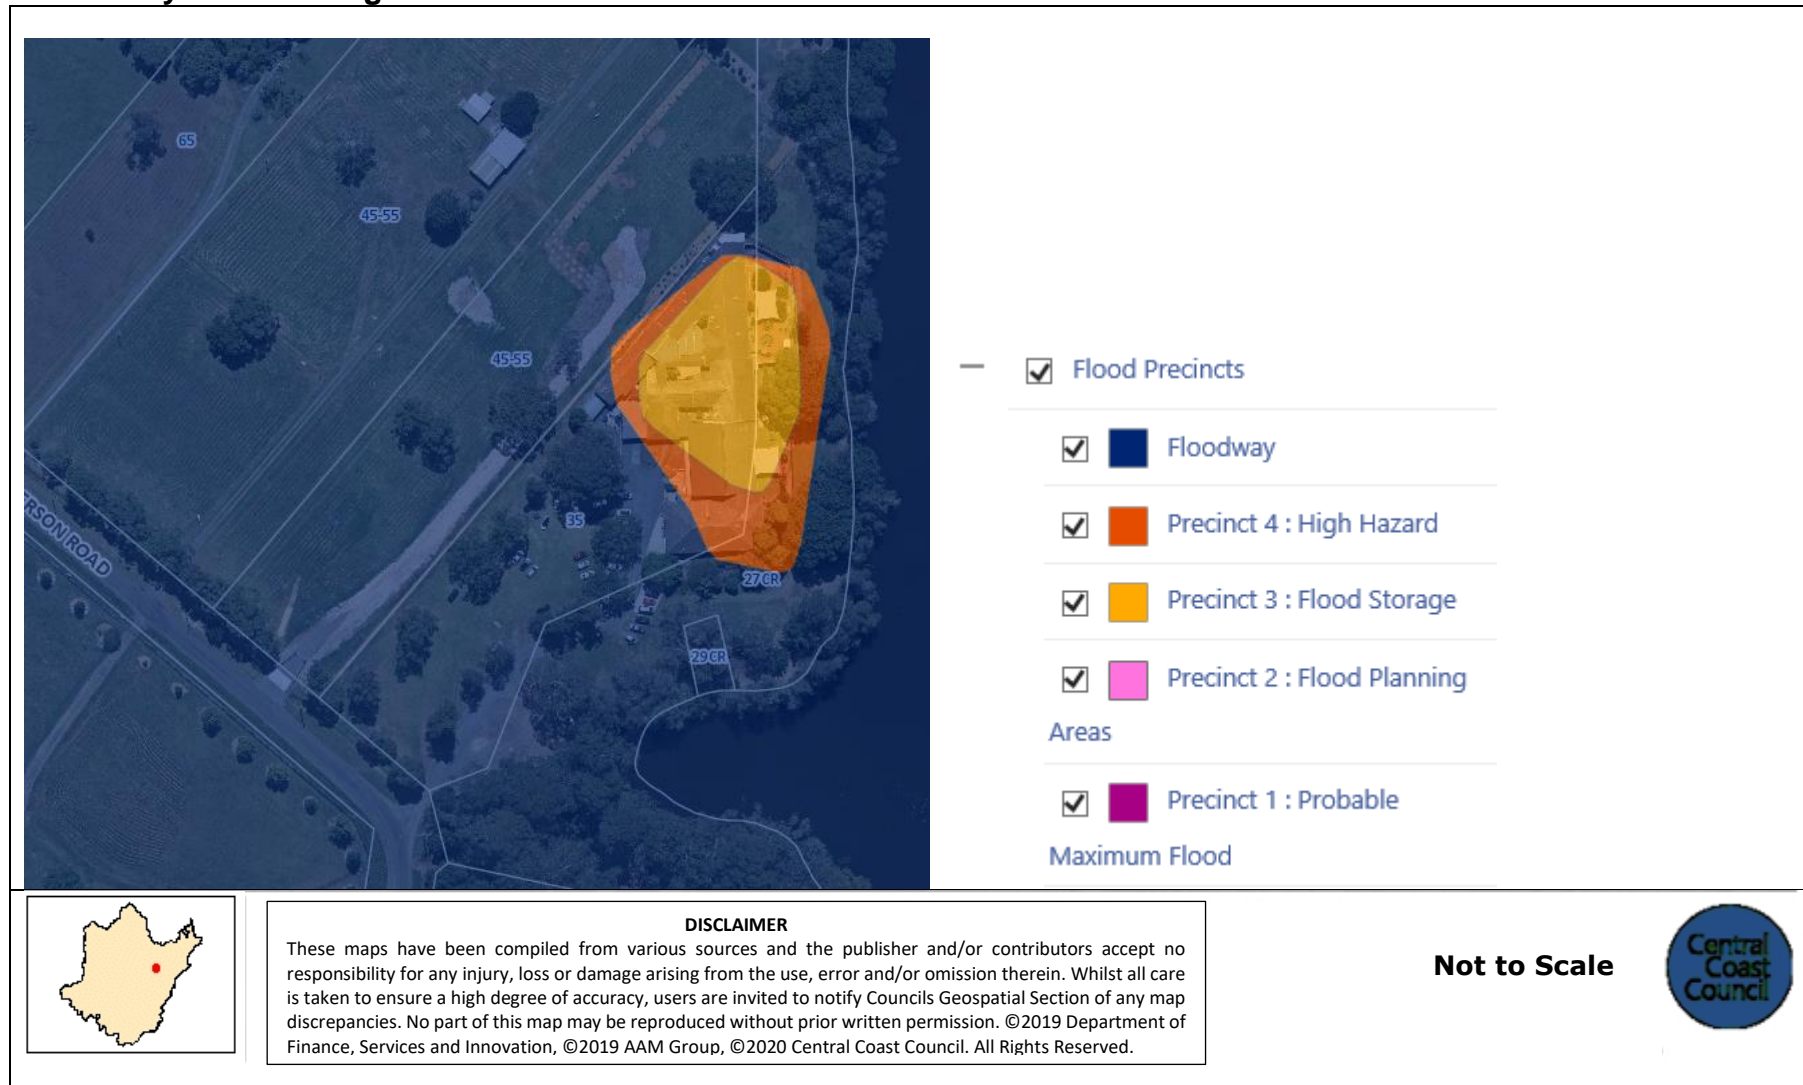 65
45-55
45-55
35
27CR
29CR
ERSON ROAD
Flood Precincts
Floodway
Precinct 4 : High Hazard
Precinct 3 : Flood Storage
Precinct 2 : Flood Planning
Areas
Precinct 1 : Probable
Maximum Flood
DISCLAIMER
These maps have been compiled from various sources and the publisher and/or contributors accept no
responsibility for any injury, loss or damage arising from the use, error and/or omission therein. Whilst all care
is taken to ensure a high degree of accuracy, users are invited to notify Councils Geospatial Section of any map
discrepancies. No part of this map may be reproduced without prior written permission. ©2019 Department of
Finance, Services and Innovation, ©2019 AAM Group, ©2020 Central Coast Council. All Rights Reserved.
Not to Scale
Central
Coast
Council